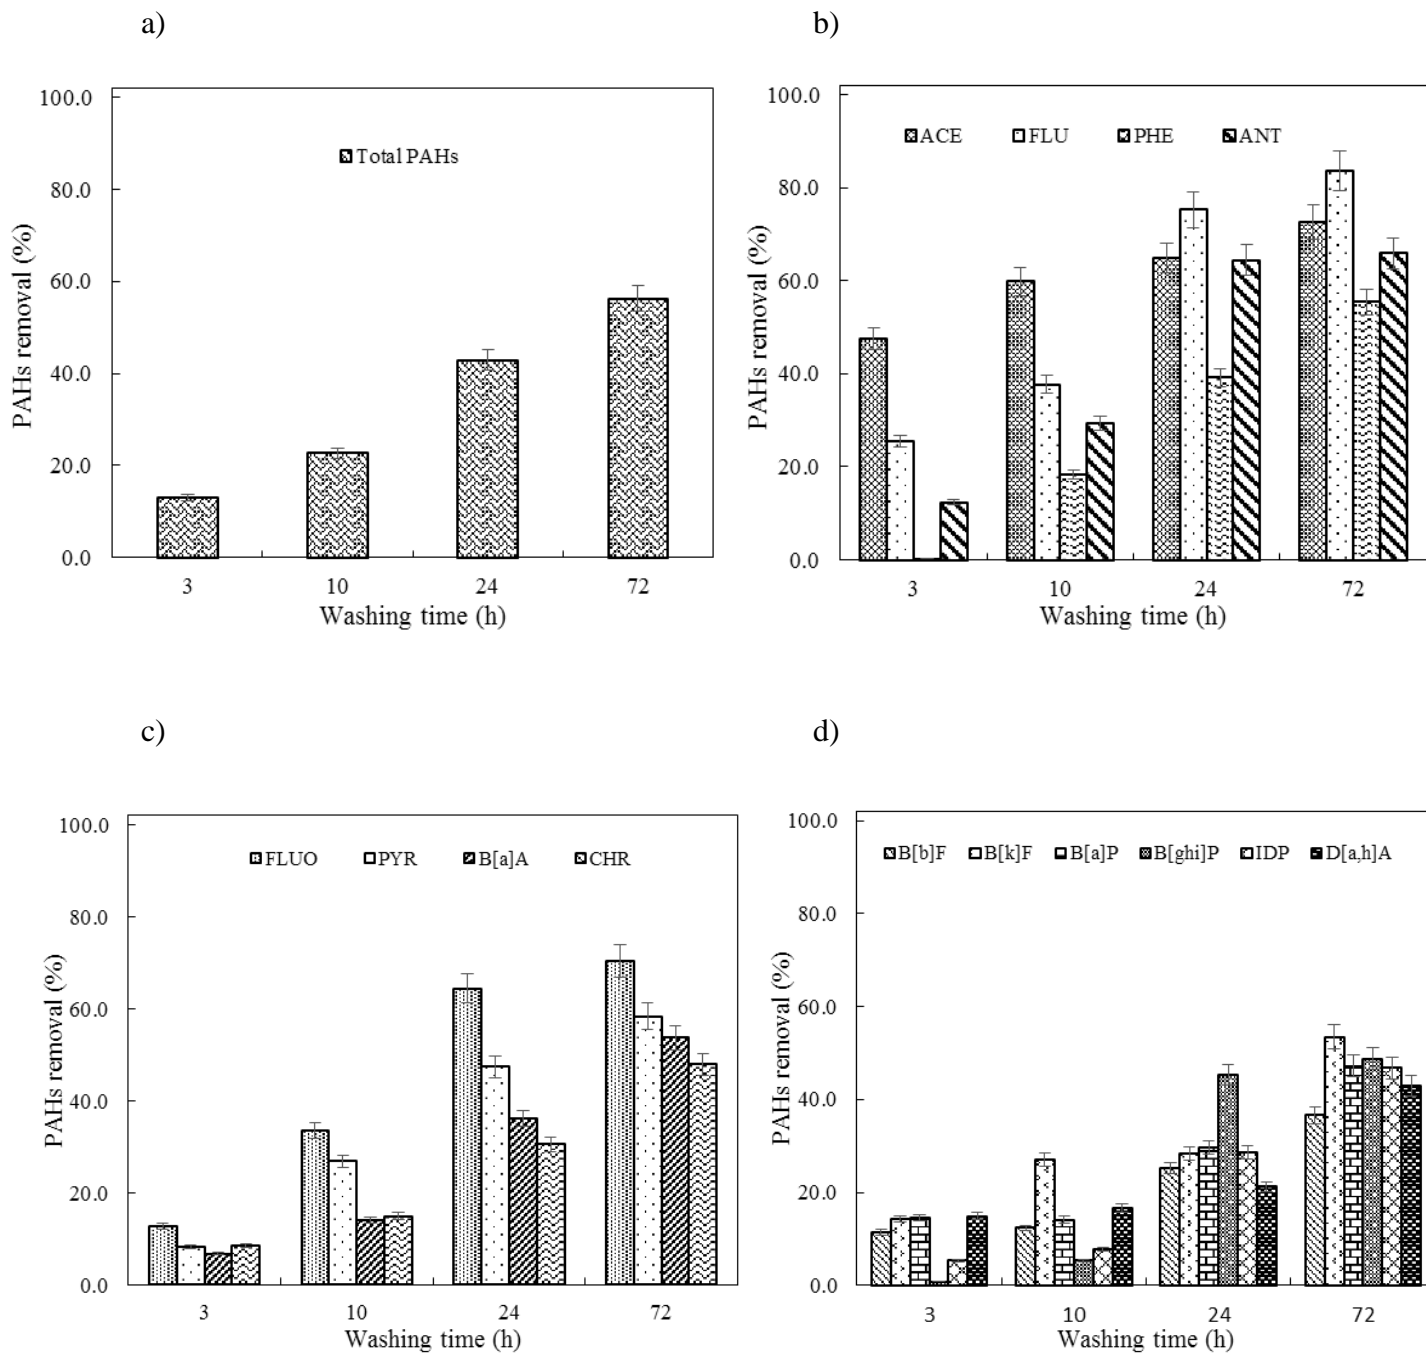 a)
100.0
80.0
60.0
40.0
20.0
0.0
PAHs removal (%)
Total PAHs
3 10 24 72
Washing time (h)
b)
100.0
80.0
60.0
40.0
20.0
0.0
PAHs removal (%)
ACE FLU PHE ANT
3 10 24 72
Washing time (h)
c)
100.0
80.0
60.0
40.0
20.0
0.0
PAHs removal (%)
FLUO PYR B[a]A CHR
3 10 24 72
Washing time (h)
d)
100.0
80.0
60.0
40.0
20.0
0.0
PAHs removal (%)
B[b]F B[k]F B[a]P B[ghi]P IDP D[a,h]A
3 10 24 72
Washing time (h)